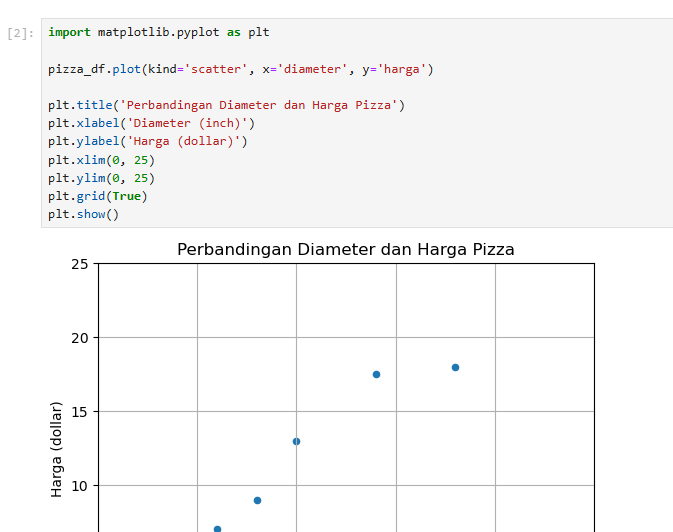 [2]: import matplotlib.pyplot as plt
pizza_df.plot(kind='scatter', x='diameter', y='harga')
plt.title('Perbandingan Diameter dan Harga Pizza')
plt.xlabel('Diameter (inch)')
plt.ylabel('Harga (dollar)')
plt.xlim(0, 25)
plt.ylim(0, 25)
plt.grid(True)
plt.show()
Perbandingan Diameter dan Harga Pizza
25
20
15
10
Harga (dollar)